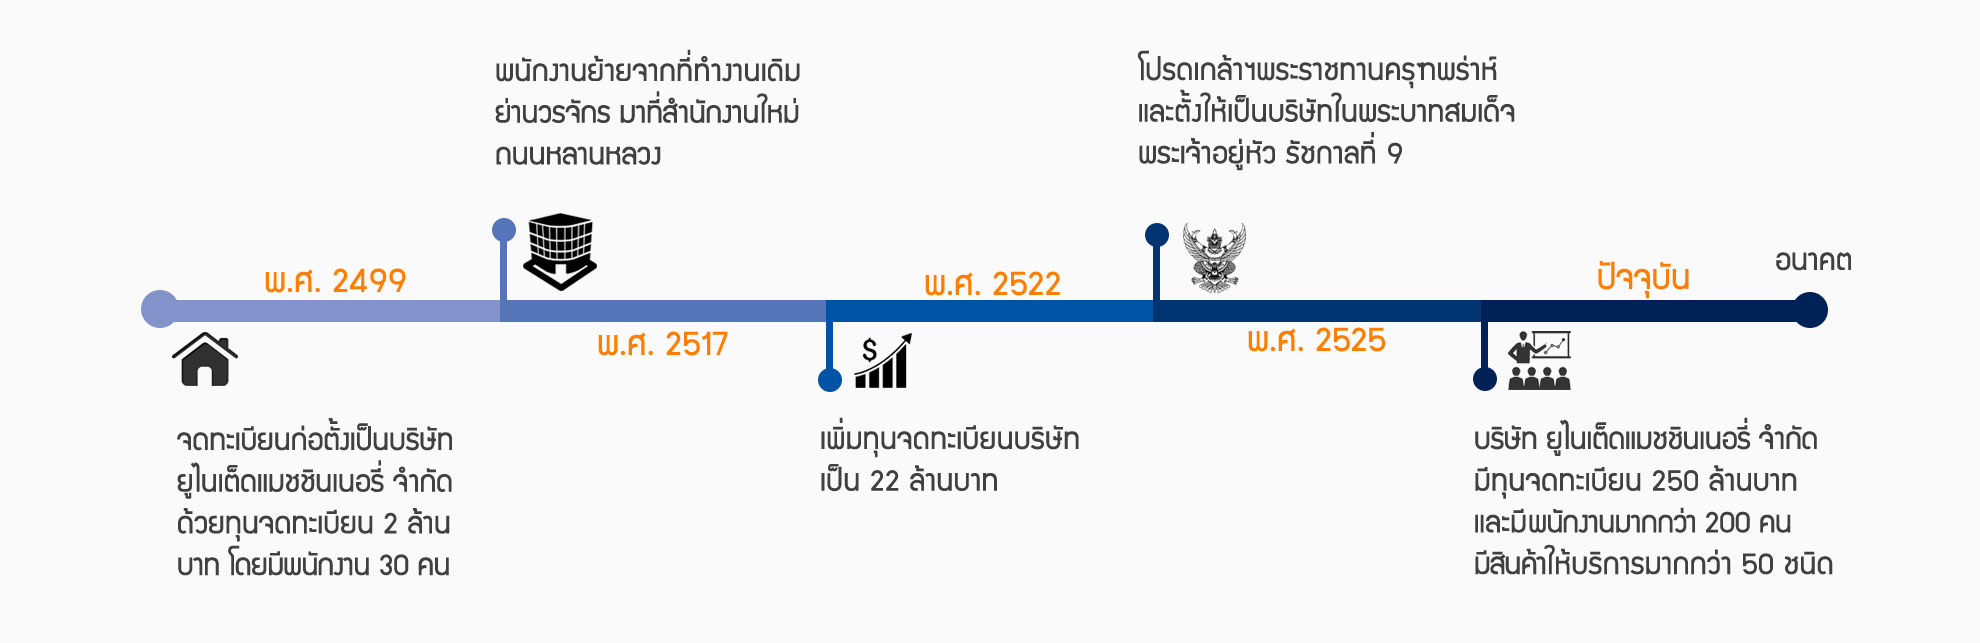 พ.ศ. 2499
จดทะเบียนก่อตั้งเป็นบริษัท
ยูไนเต็ดแมชชินเนอรี่ จำกัด
ด้วยทุนจดทะเบียน 2 ล้าน
บาท โดยมีพนักงาน 30 คน
พนักงานย้ายจากที่ทำงานเดิม
ย่านวรจักร มาที่สำนักงานใหม่
ถนนหลานหลวง
พ.ศ. 2517
พ.ศ. 2522
$
เพิ่มทุนจดทะเบียนบริษัท
เป็น 22 ล้านบาท
โปรดเกล้าฯพระราชทานครุฑพร่าห์
และตั้งให้เป็นบริษัทในพระบาทสมเด็จ
พระเจ้าอยู่หัว รัชกาลที่ 9
พ.ศ. 2525
ปัจจุบัน
บริษัท ยูไนเต็ดแมชชินเนอรี่ จำกัด
มีทุนจดทะเบียน 250 ล้านบาท
และมีพนักงานมากกว่า 200 คน
มีสินค้าให้บริการมากกว่า 50 ชนิด
อนาคต